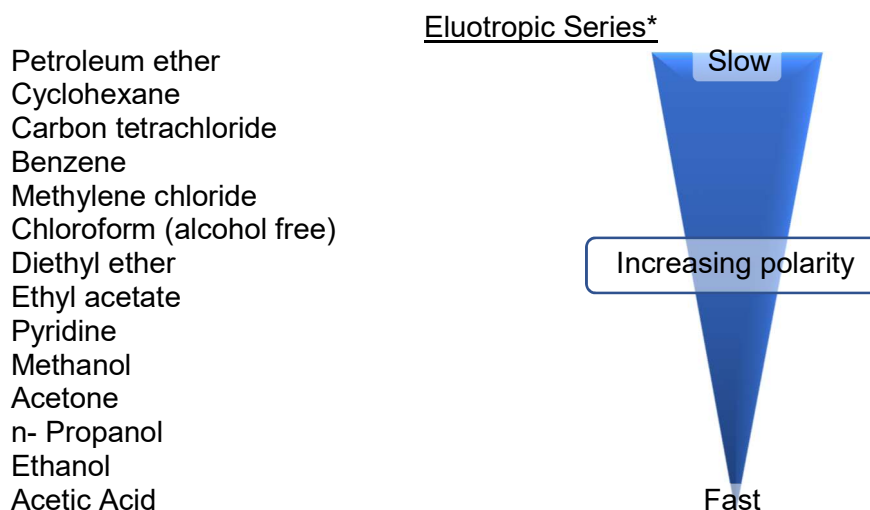 Eluotropic Series*
Petroleum ether
Slow
Cyclohexane
Carbon tetrachloride
Benzene
Methylene chloride
Chloroform (alcohol free)
Diethyl ether
Increasing polarity
Ethyl acetate
Pyridine
Methanol
Acetone
n- Propanol
Ethanol
Acetic Acid
Fast